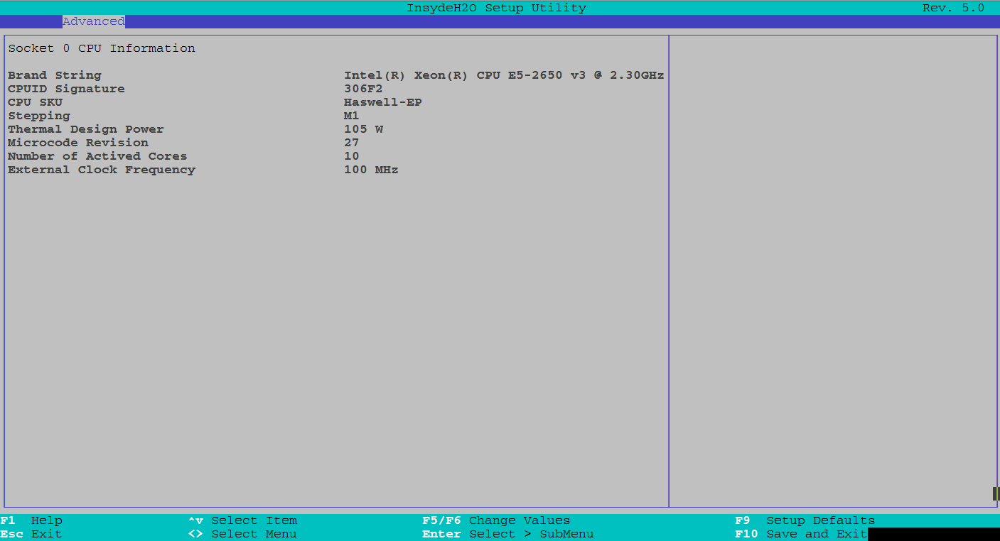 InsydeH2O Setup Utility Rev. 5.0
Advanced
Socket 0 CPU Information
Brand String Intel(R) Xeon(R) CPU E5-2650 v3 @ 2.30GHz
CPUID Signature 306F2
CPU SKU Haswell-EP
Stepping M1
Thermal Design Power 105 W
Microcode Revision 27
Number of Actived Cores 10
External Clock Frequency 100 MHz
F1 Help ^v Select Item F5/F6 Change Values F9 Setup Defaults
Esc Exit <> Select Menu Enter Select > SubMenu F10 Save and Exit